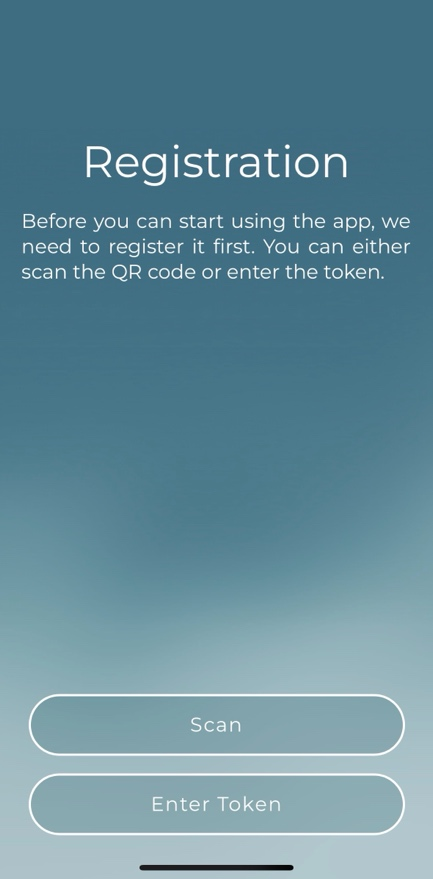 Registration
Before you can start using the app, we
need to register it first. You can either
scan the QR code or enter the token.
Scan
Enter Token